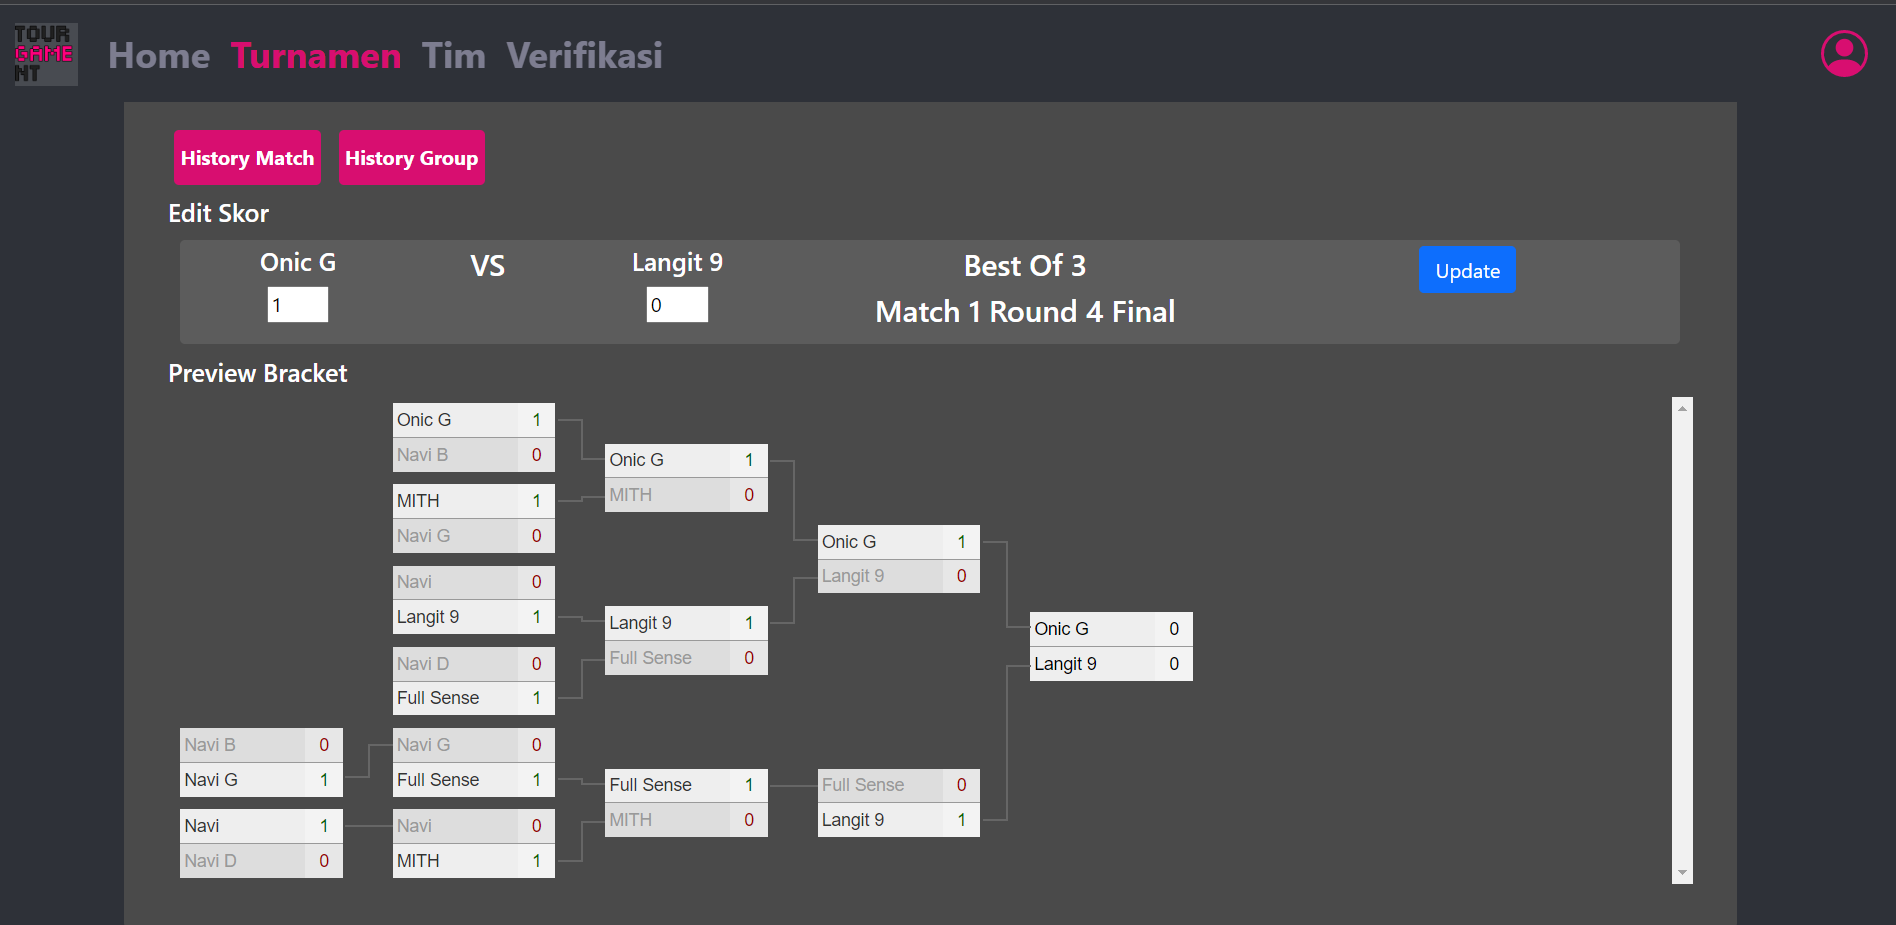 TOUR
GAME
NT
Home Turnamen Tim Verifikasi
History Match History Group
Edit Skor
Onic G VS Langit 9 Best Of 3 Update
1 0 Match 1 Round 4 Final
Preview Bracket
Onic G 1
Navi B 0
MITH 1
Navi G 0
Navi 0
Langit 9 1
Navi D 0
Full Sense 1
Onic G 1
MITH 0
Langit 9 1
Full Sense 0
Onic G 1
Langit 9 0
Onic G 0
Langit 9 0
Navi B 0
Navi G 1
Navi 1
Navi D 0
Navi G 0
Full Sense 1
Navi 0
MITH 1
Full Sense 1
MITH 0
Full Sense 0
Langit 9 1